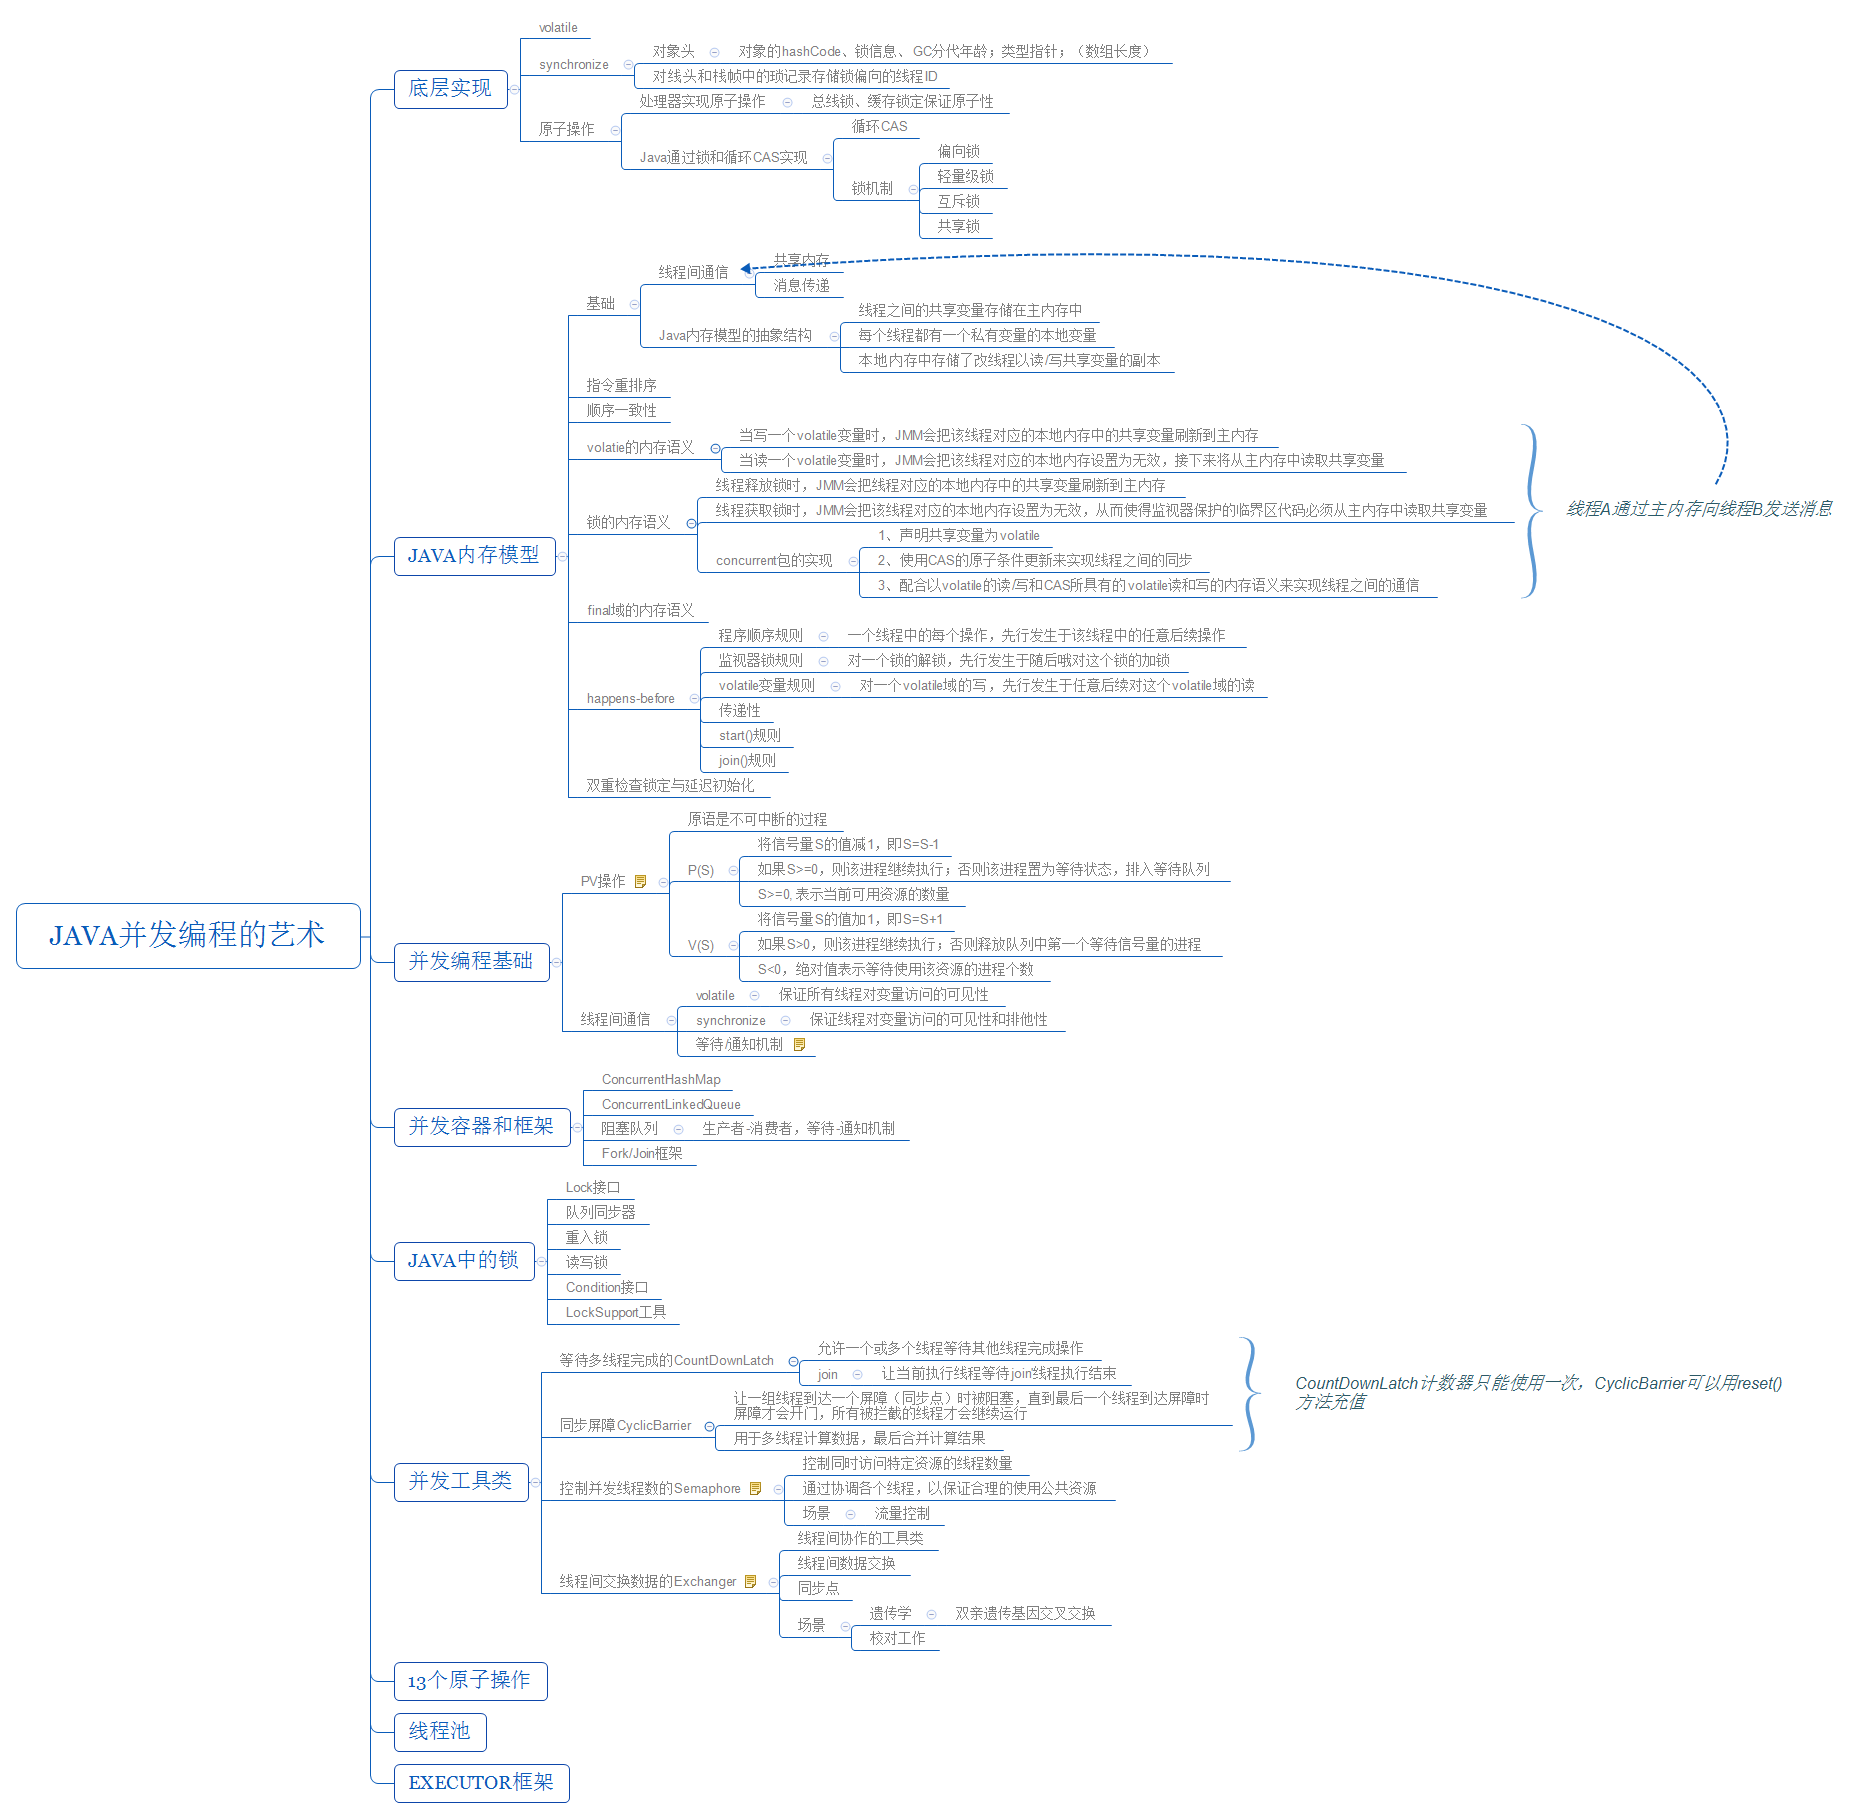 JAVA并发编程的艺术
底层实现
volatile
synchronize
对象头
对象的hashCode、锁信息、GC分代年龄；类型指针；（数组长度）
对线头和栈帧中的琐记录存储锁偏向的线程ID
原子操作
处理器实现原子操作
总线锁、缓存锁定保证原子性
Java通过锁和循环CAS实现
循环CAS
锁机制
偏向锁
轻量级锁
互斥锁
共享锁
JAVA内存模型
基础
线程间通信
共享内存
消息传递
Java内存模型的抽象结构
线程之间的共享变量存储在主内存中
每个线程都有一个私有变量的本地变量
本地内存中存储了改线程以读/写共享变量的副本
指令重排序
顺序一致性
volatie的内存语义
当写一个volatile变量时，JMM会把该线程对应的本地内存中的共享变量刷新到主内存
当读一个volatile变量时，JMM会把该线程对应的本地内存设置为无效，接下来将从主内存中读取共享变量
锁的内存语义
线程释放锁时，JMM会把线程对应的本地内存中的共享变量刷新到主内存
线程获取锁时，JMM会把该线程对应的本地内存设置为无效，从而使得监视器保护的临界区代码必须从主内存中读取共享变量
concurrent包的实现
1、声明共享变量为volatile
2、使用CAS的原子条件更新来实现线程之间的同步
3、配合以volatile的读/写和CAS所具有的volatile读和写的内存语义来实现线程之间的通信
线程A通过主内存向线程B发送消息
final域的内存语义
happens-before
程序顺序规则
一个线程中的每个操作，先行发生于该线程中的任意后续操作
监视器锁规则
对一个锁的解锁，先行发生于随后哦对这个锁的加锁
volatile变量规则
对一个volatile域的写，先行发生于任意后续对这个volatile域的读
传递性
start()规则
join()规则
双重检查锁定与延迟初始化
并发编程基础
PV操作
原语是不可中断的过程
P(S)
将信号量S的值减1，即S=S-1
如果S>=0，则该进程继续执行；否则该进程置为等待状态，排入等待队列
S>=0, 表示当前可用资源的数量
V(S)
将信号量S的值加1，即S=S+1
如果S>0，则该进程继续执行；否则释放队列中第一个等待信号量的进程
S<0，绝对值表示等待使用该资源的进程个数
线程间通信
volatile
保证所有线程对变量访问的可见性
synchronize
保证线程对变量访问的可见性和排他性
等待/通知机制
并发容器和框架
ConcurrentHashMap
ConcurrentLinkedQueue
阻塞队列
生产者-消费者，等待-通知机制
Fork/Join框架
JAVA中的锁
Lock接口
队列同步器
重入锁
读写锁
Condition接口
LockSupport工具
并发工具类
等待多线程完成的CountDownLatch
允许一个或多个线程等待其他线程完成操作
join
让当前执行线程等待join线程执行结束
同步屏障CyclicBarrier
让一组线程到达一个屏障（同步点）时被阻塞，直到最后一个线程到达屏障时
屏障才会开门，所有被拦截的线程才会继续运行
用于多线程计算数据，最后合并计算结果
CountDownLatch计数器只能使用一次，CyclicBarrier可以用reset()
方法充值
控制并发线程数的Semaphore
控制同时访问特定资源的线程数量
通过协调各个线程，以保证合理的使用公共资源
场景
流量控制
线程间交换数据的Exchanger
线程间协作的工具类
线程间数据交换
同步点
场景
遗传学
双亲遗传基因交叉交换
校对工作
13个原子操作
线程池
EXECUTOR框架